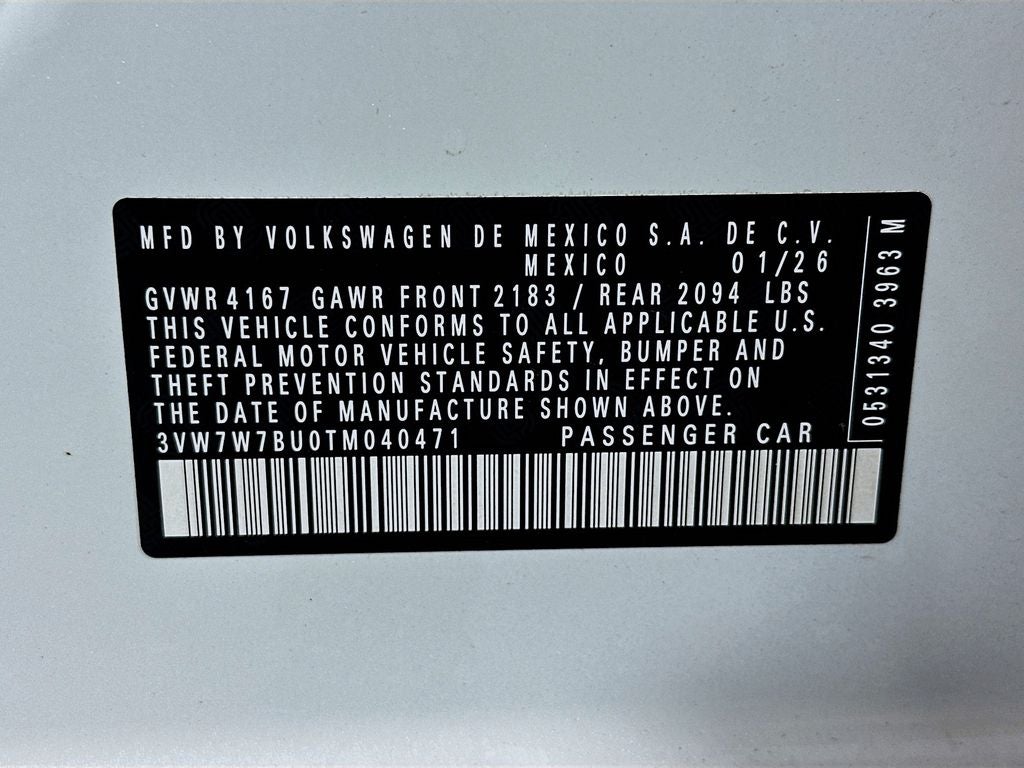 MFD BY VOLKSWAGEN DE MEXICO S.A. DE C.V.
MEXICO 01/26
GVWR 4167 GAWR FRONT 2183 / REAR 2094 LBS
THIS VEHICLE CONFORMS TO ALL APPLICABLE U.S.
FEDERAL MOTOR VEHICLE SAFETY, BUMPER AND
THEFT PREVENTION STANDARDS IN EFFECT ON
THE DATE OF MANUFACTURE SHOWN ABOVE.
3VW7W7BU0TM040471 PASSENGER CAR
0531340 3963 M